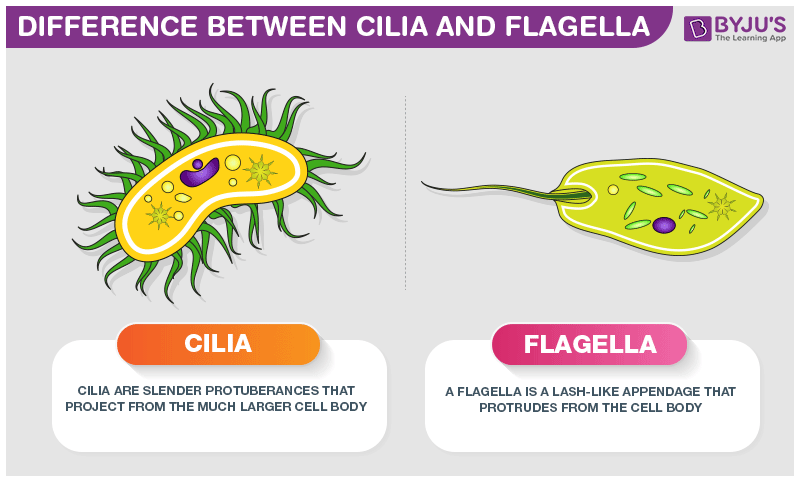 DIFFERENCE BETWEEN CILIA AND FLAGELLA
BYJU'S
The Learning App
CILIA
CILIA ARE SLENDER PROTUBERANCES THAT
PROJECT FROM THE MUCH LARGER CELL BODY
FLAGELLA
A FLAGELLA IS A LASH-LIKE APPENDAGE THAT
PROTRUDES FROM THE CELL BODY